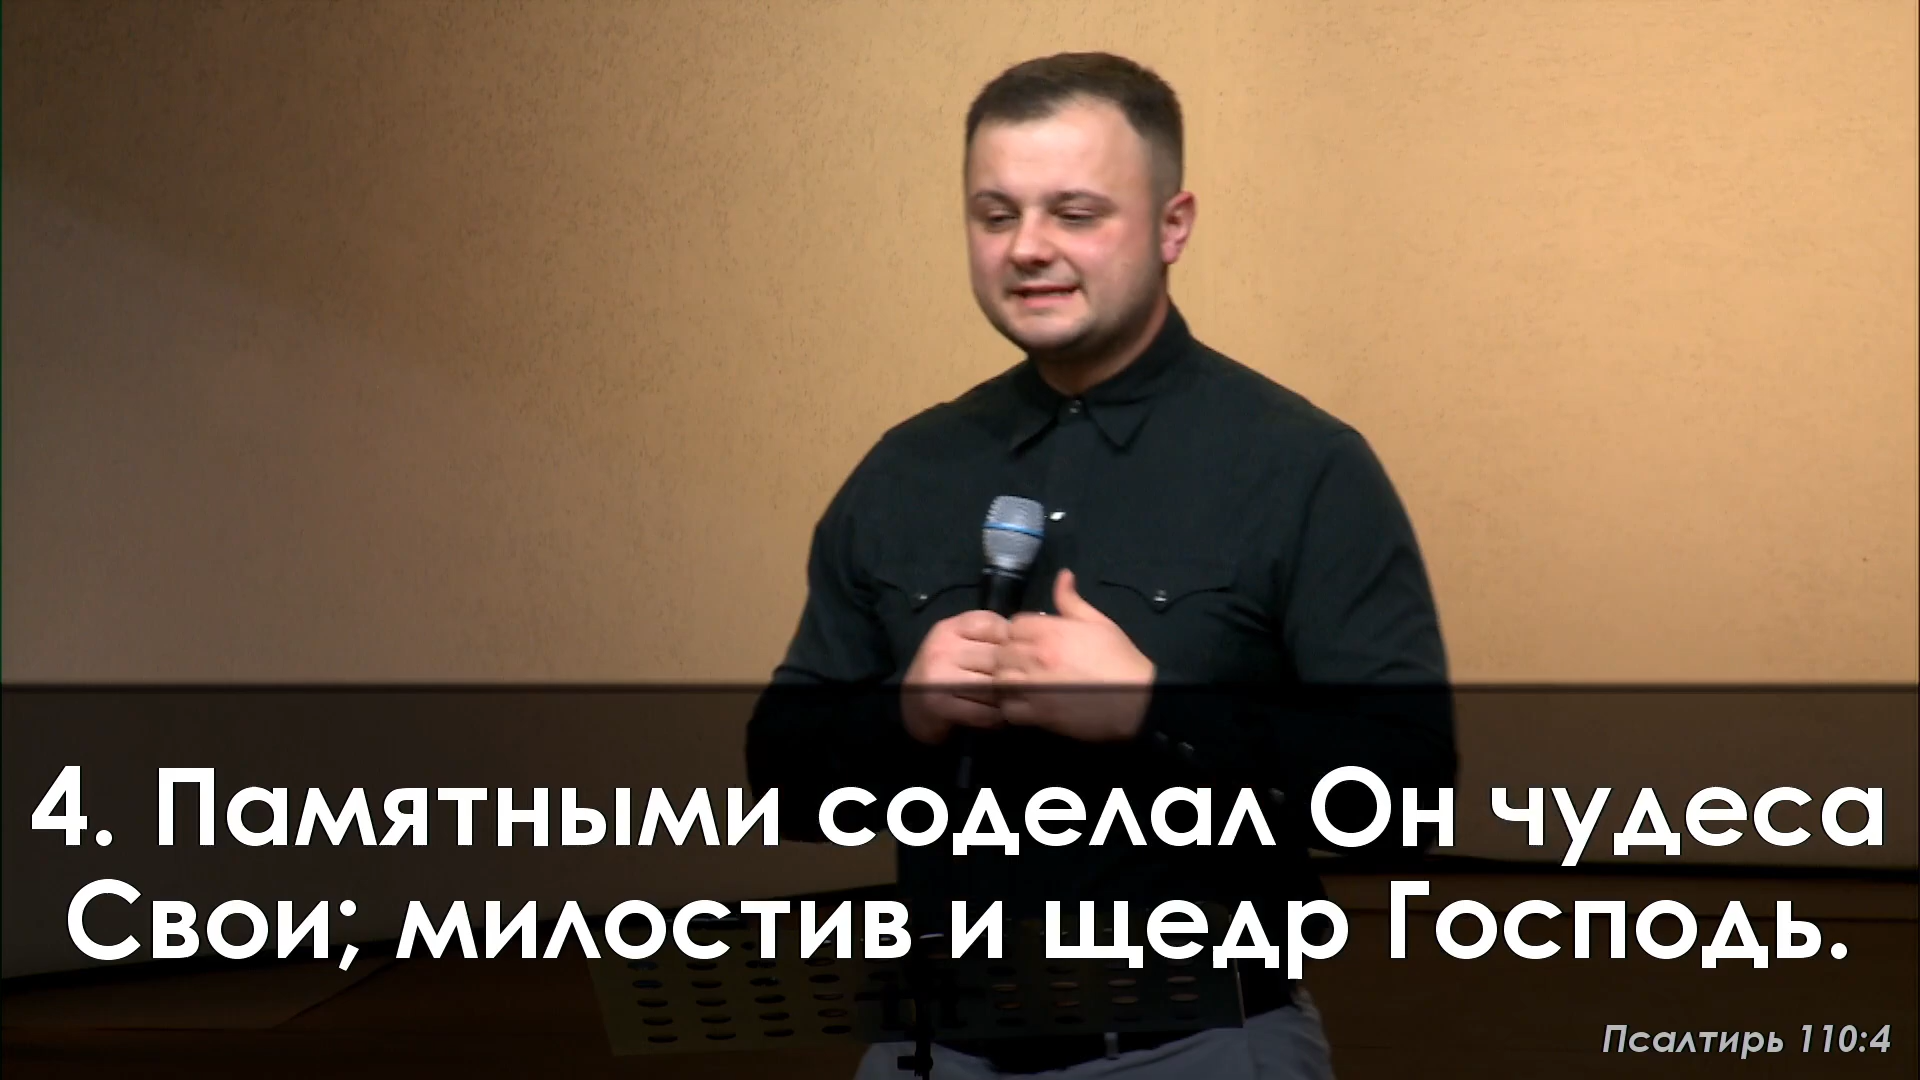 4. Памятными соделал Он чудеса
Свои; милостив и щедр Господь.
Псалтирь 110:4